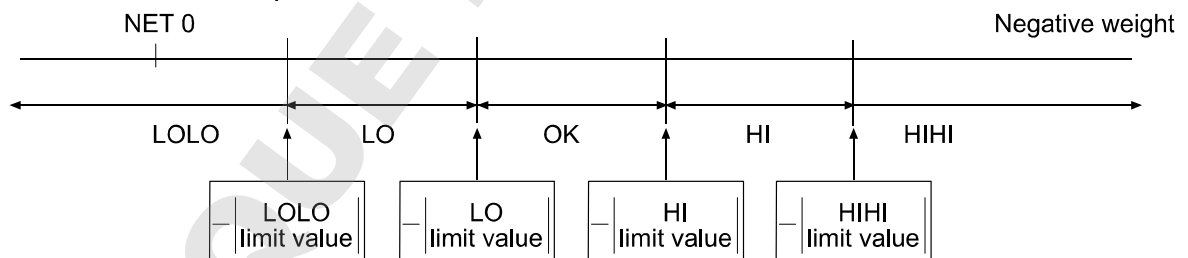 NET 0
Negative weight
LOLO
LO
OK
HI
HIHI
− |LOLO limit value|
− |LO limit value|
− |HI limit value|
− |HIHI limit value|
QUE